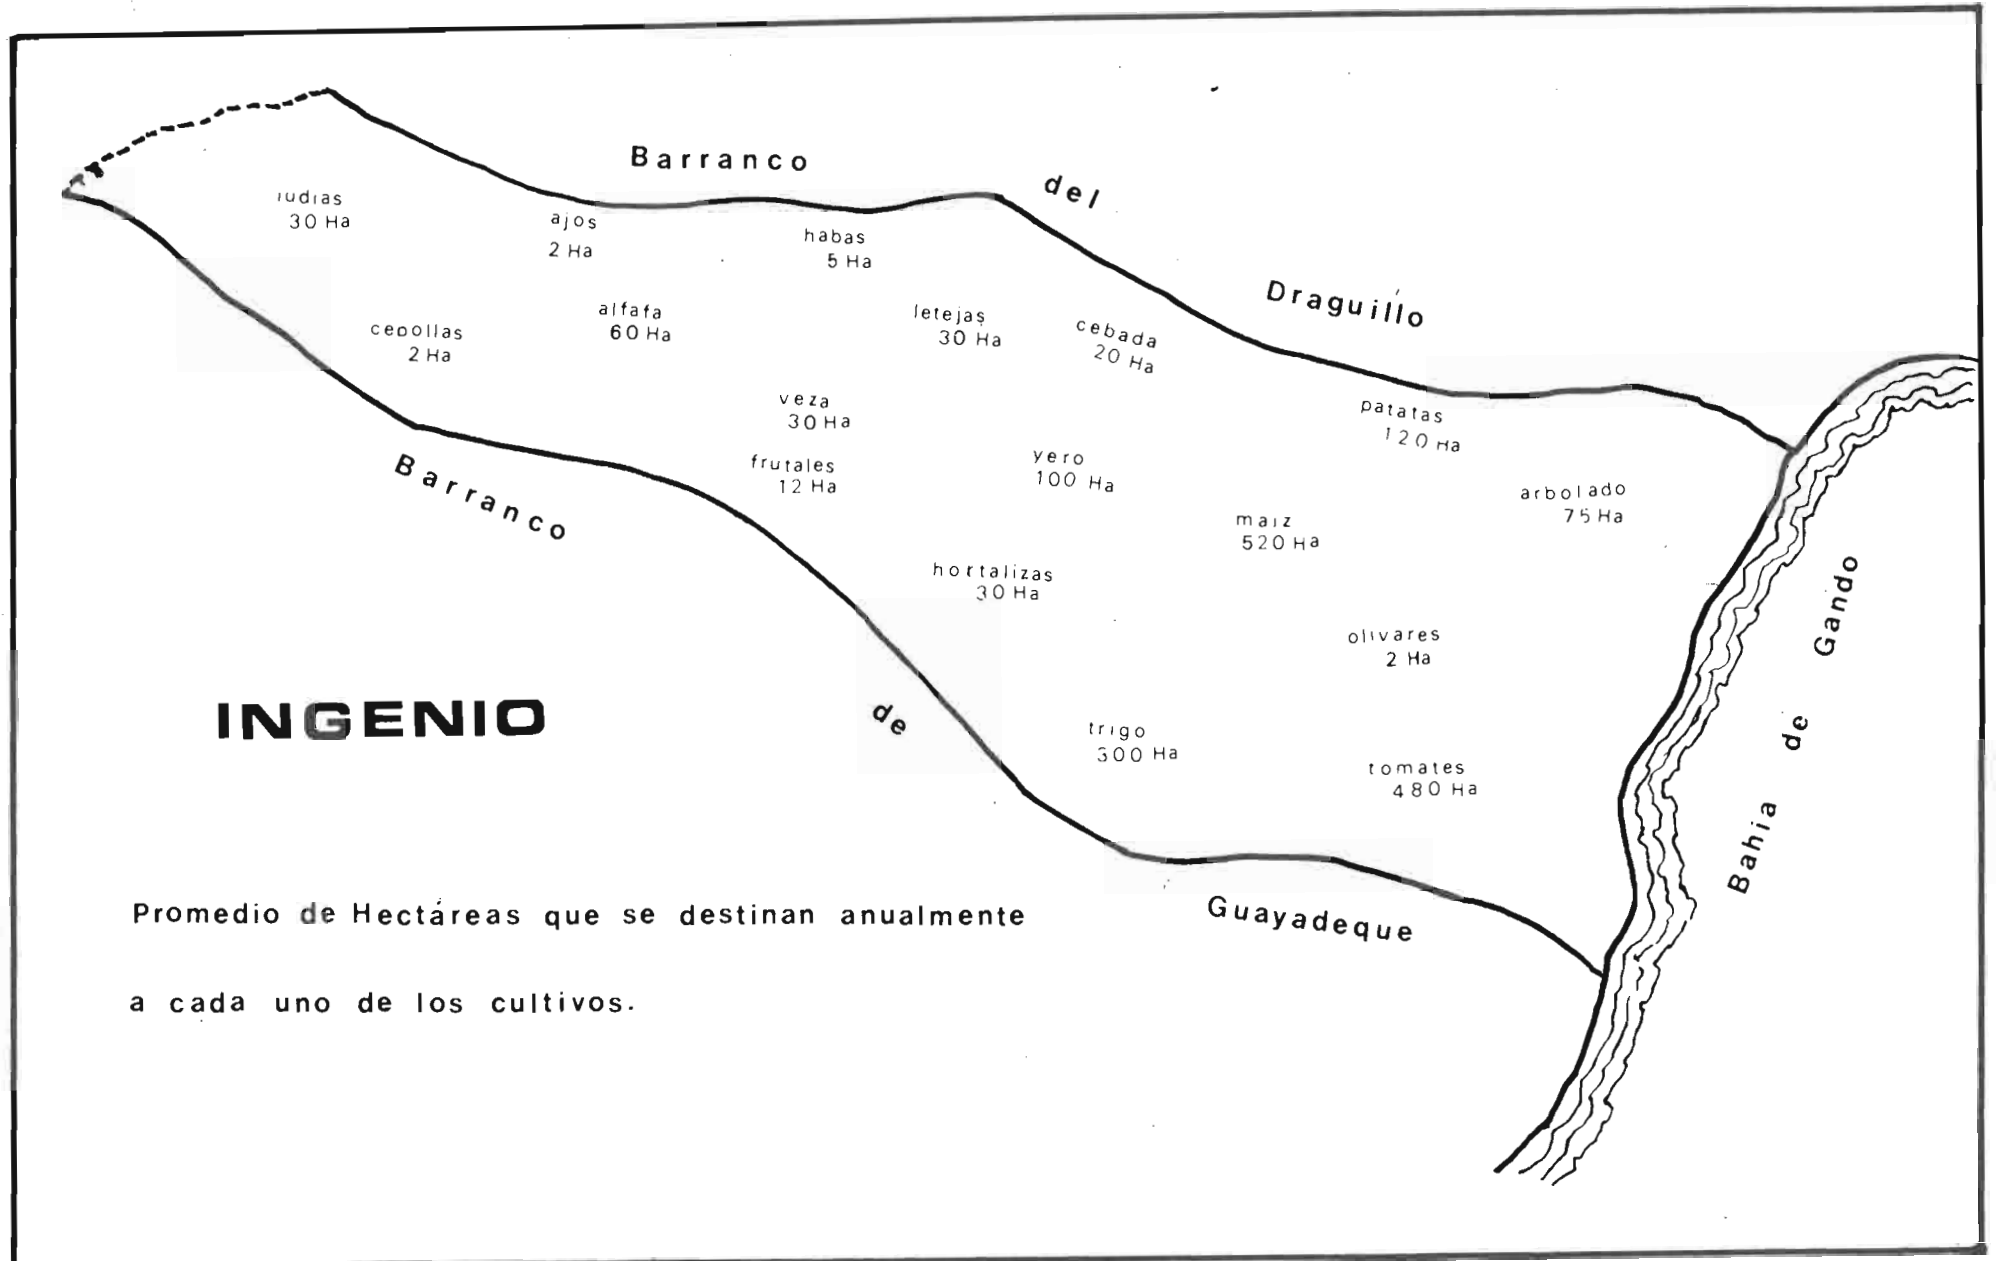 Barranco
del
Draguillo
judias
30 Ha
ajos
2 Ha
habas
5 Ha
cebollas
2 Ha
alfafa
60 Ha
letejas
30 Ha
cebada
20 Ha
veza
30 Ha
patatas
120 Ha
frutales
12 Ha
yero
100 Ha
arbolado
75 Ha
maiz
520 Ha
hortalizas
30 Ha
olivares
2 Ha
trigo
300 Ha
tomates
480 Ha
Barranco
de
Guayadeque
Bahia de Gando
INGENIO
Promedio de Hectáreas que se destinan anualmente
a cada uno de los cultivos.